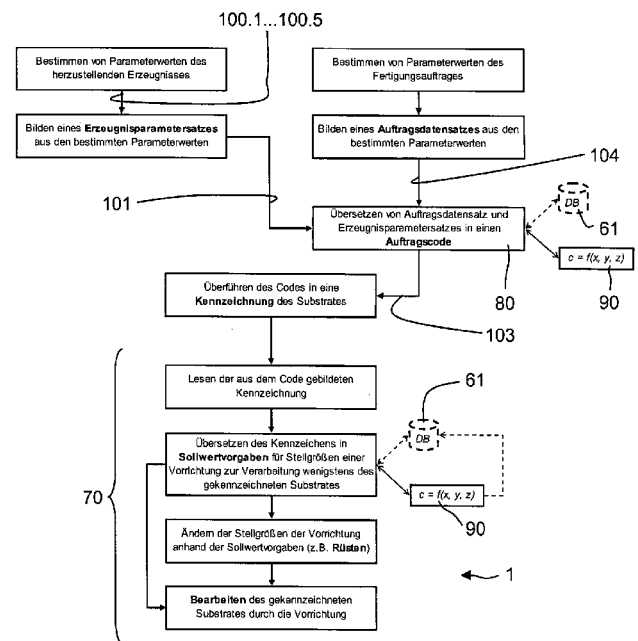 100.1...100.5
Bestimmen von Parameterwerten des
herzustellenden Erzeugnisses
Bestimmen von Parameterwerten des
Fertigungsauftrages
Bilden eines Erzeugnisparametersatzes
aus den bestimmten Parameterwerten
Bilden eines Auftragsdatensatzes aus den
bestimmten Parameterwerten
101
104
Übersetzen von Auftragsdatensatz und
Erzeugnisparametersatzes in einen
Auftragscode
DB
61
c = f(x, y, z)
80
90
Überführen des Codes in eine
Kennzeichnung des Substrates
103
Lesen der aus dem Code gebildeten
Kennzeichnung
61
DB
Übersetzen des Kennzeichens in
Sollwertvorgaben für Stellgrößen einer
Vorrichtung zur Verarbeitung wenigstens des
gekennzeichneten Substrates
c = f(x, y, z)
90
70
Ändern der Stellgrößen der Vorrichtung
anhand der Sollwertvorgaben (z.B. Rüsten)
1
Bearbeiten des gekennzeichneten
Substrates durch die Vorrichtung